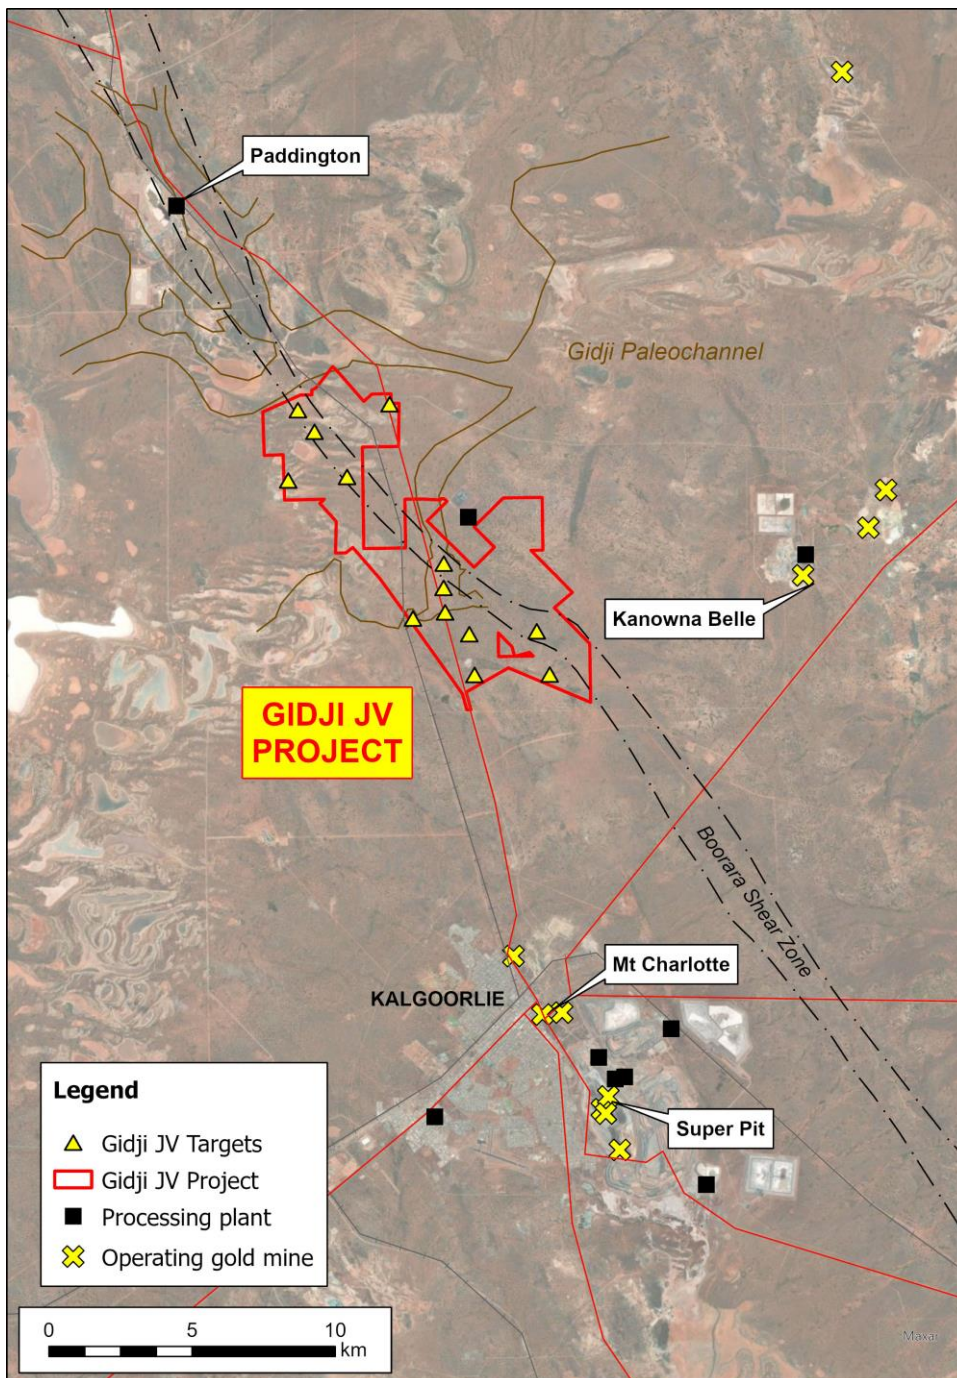 Paddington
Gidji Paleochannel
Kanowna Belle
GIDJI JV
PROJECT
Boorara Shear Zone
Mt Charlotte
KALGOORLIE
Super Pit
Legend
Gidji JV Targets
Gidji JV Project
Processing plant
Operating gold mine
0 5 10
km
Maxar